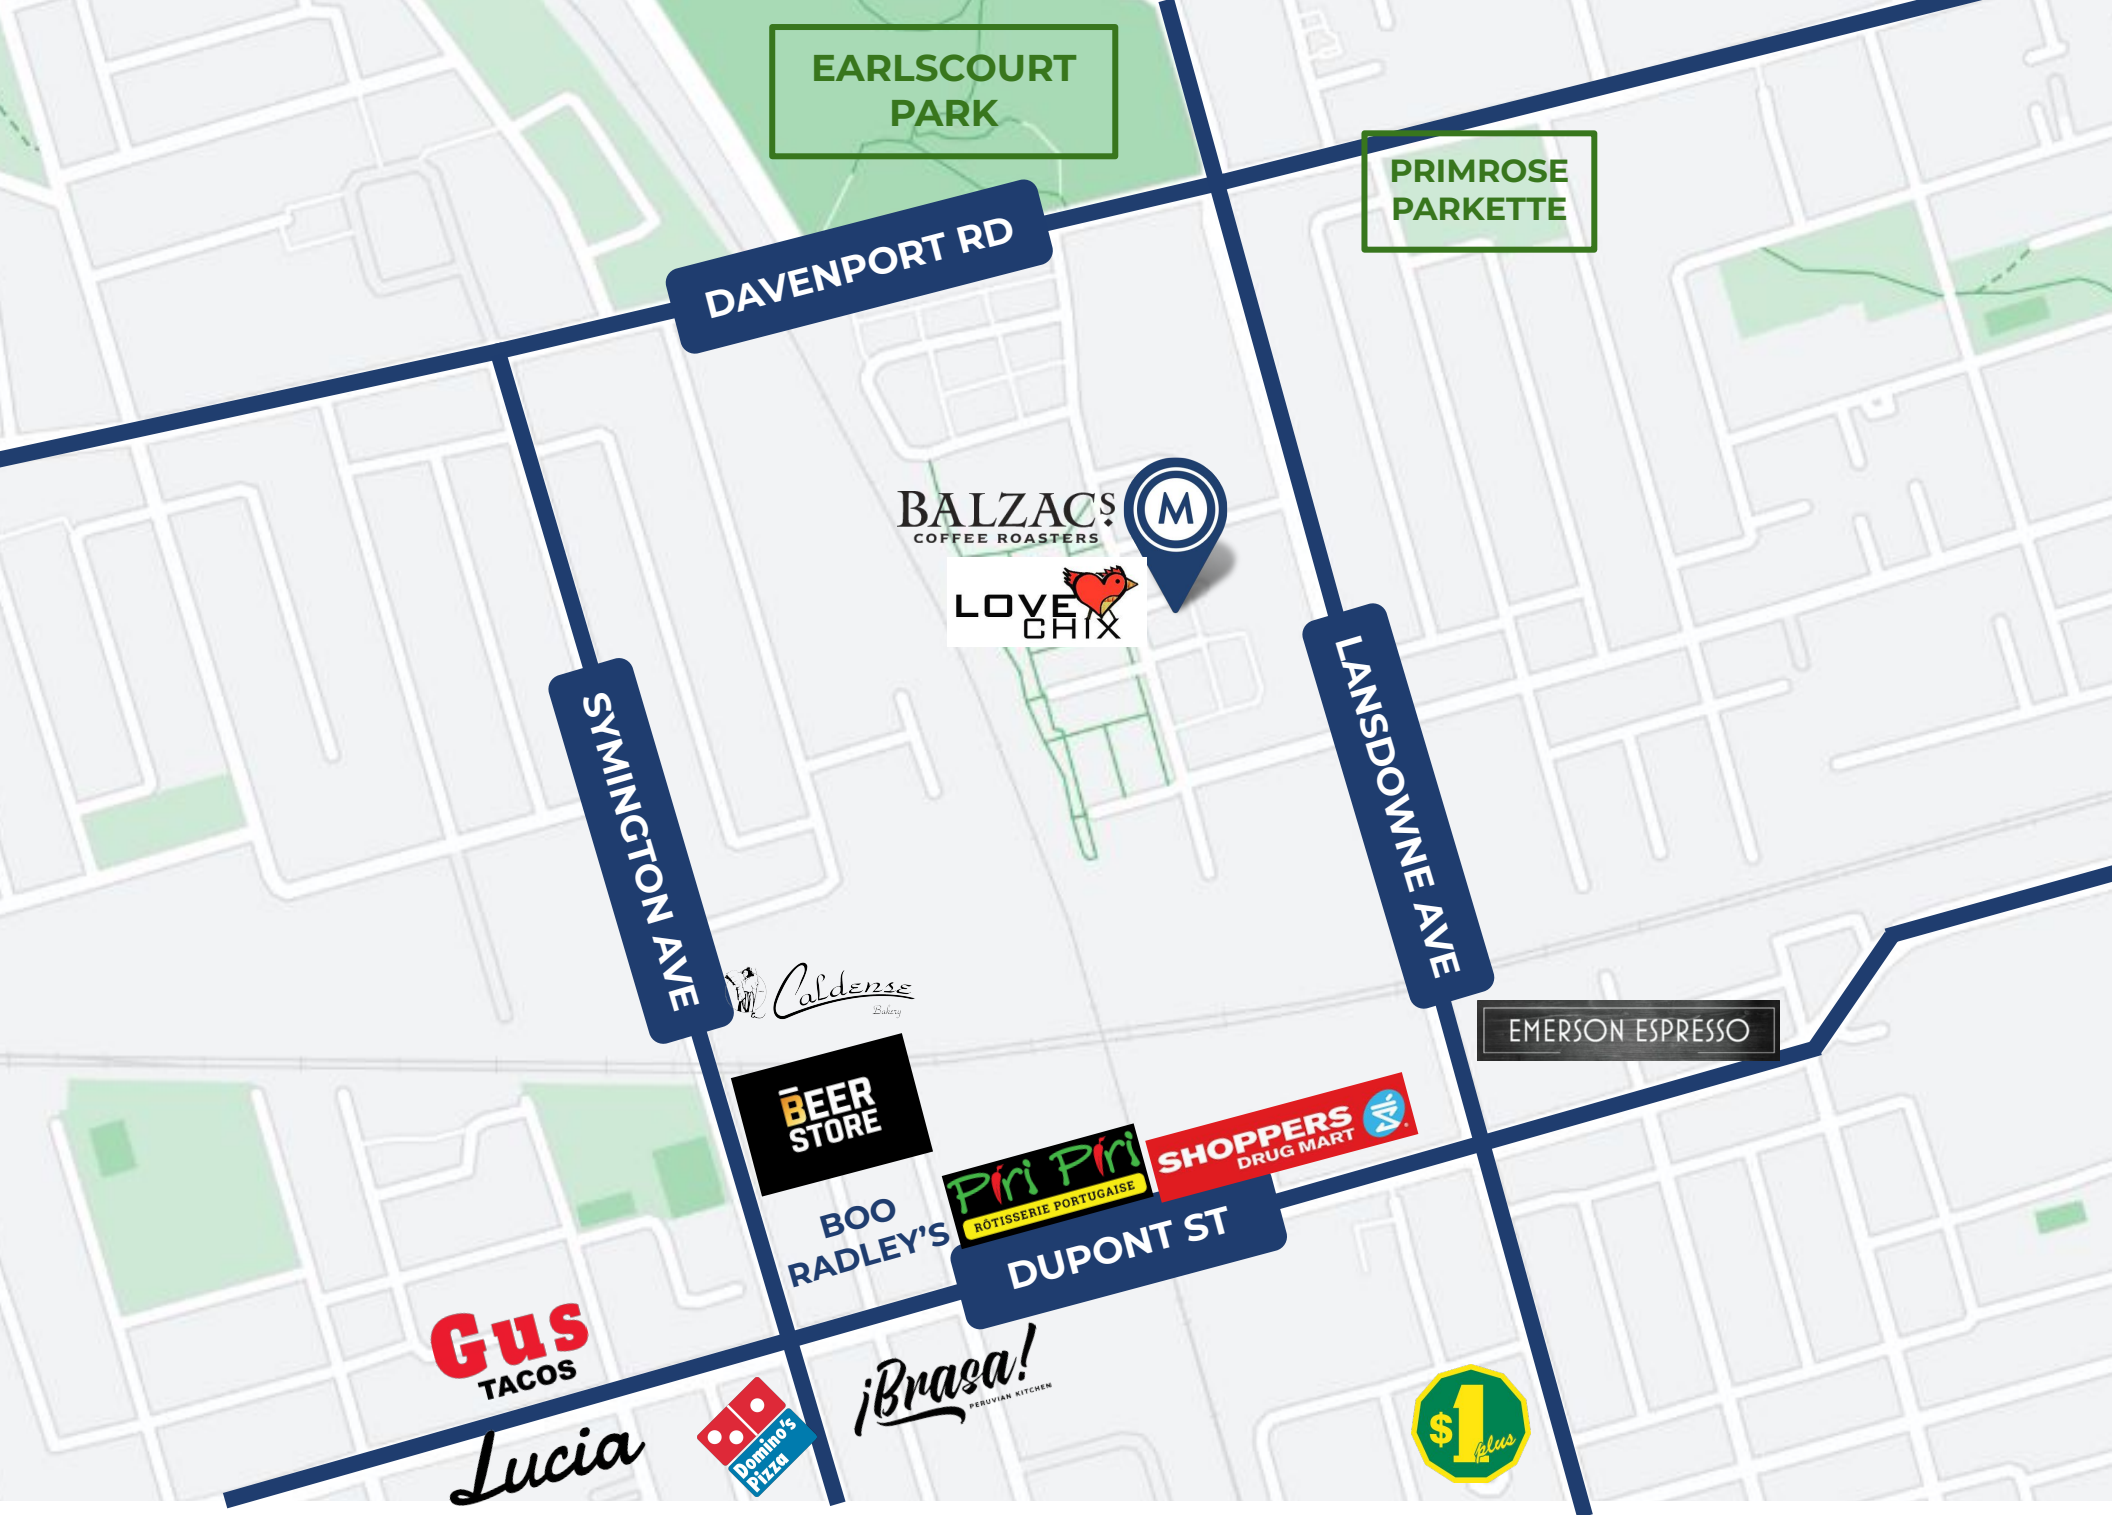 EARLSCOURT
PARK
PRIMROSE
PARKETTE
DAVENPORT RD
BALZAC'S
COFFEE ROASTERS
M
LOVE
CHIX
LANSDOWNE AVE
SYMINGTON AVE
Caldense
Bakery
EMERSON ESPRESSO
BEER
STORE
SHOPPERS
DRUG MART
Piri Piri
RÔTISSERIE PORTUGAISE
BOO
RADLEY'S
DUPONT ST
Gus
TACOS
¡Brasa!
PERUVIAN KITCHEN
Lucia
Domino's
Pizza
$1
plus